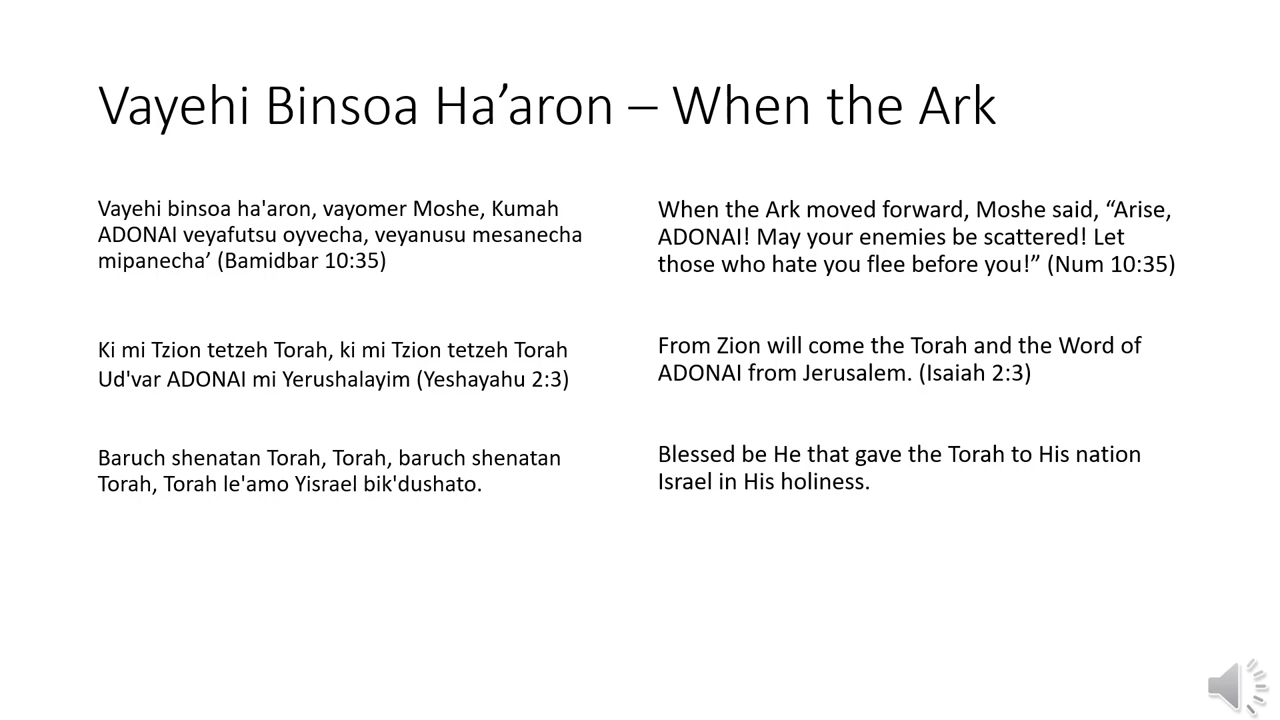 Vayehi Binsoa Ha’aron – When the Ark
Vayehi binsoa ha'aron, vayomer Moshe, Kumah
ADONAI veyafutsu oyvecha, veyanusu mesanecha
mipanecha’ (Bamidbar 10:35)
Ki mi Tzion tetzeh Torah, ki mi Tzion tetzeh Torah
Ud'var ADONAI mi Yerushalayim (Yeshayahu 2:3)
Baruch shenatan Torah, Torah, baruch shenatan
Torah, Torah le'amo Yisrael bik'dushato.
When the Ark moved forward, Moshe said, “Arise,
ADONAI! May your enemies be scattered! Let
those who hate you flee before you!” (Num 10:35)
From Zion will come the Torah and the Word of
ADONAI from Jerusalem. (Isaiah 2:3)
Blessed be He that gave the Torah to His nation
Israel in His holiness.